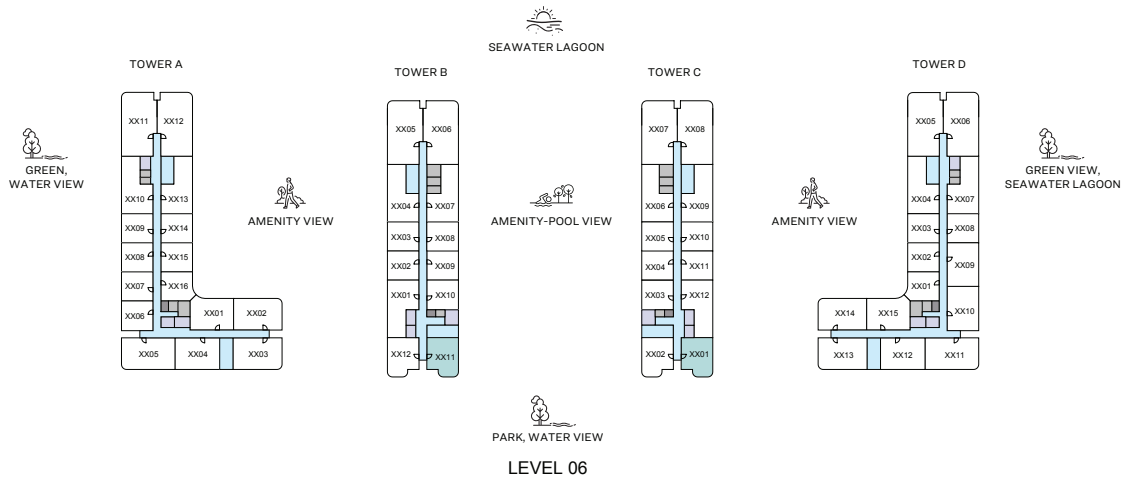 SEAWATER LAGOON
TOWER A
TOWER B
TOWER C
TOWER D
XX11 XX12
XX05 XX06
XX07 XX08
XX05 XX06
GREEN,
WATER VIEW
GREEN VIEW,
SEAWATER LAGOON
AMENITY VIEW
AMENITY-POOL VIEW
AMENITY VIEW
XX10 XX13
XX04 XX07
XX06 XX09
XX04 XX07
XX09 XX14
XX03 XX08
XX05 XX10
XX03 XX08
XX08 XX15
XX02 XX09
XX04 XX11
XX02 XX09
XX07 XX16
XX01 XX10
XX03 XX12
XX01
XX06 XX01 XX02
XX14 XX15 XX10
XX05 XX04 XX03
XX12 XX11
XX02 XX01
XX13 XX12 XX11
PARK, WATER VIEW
LEVEL 06